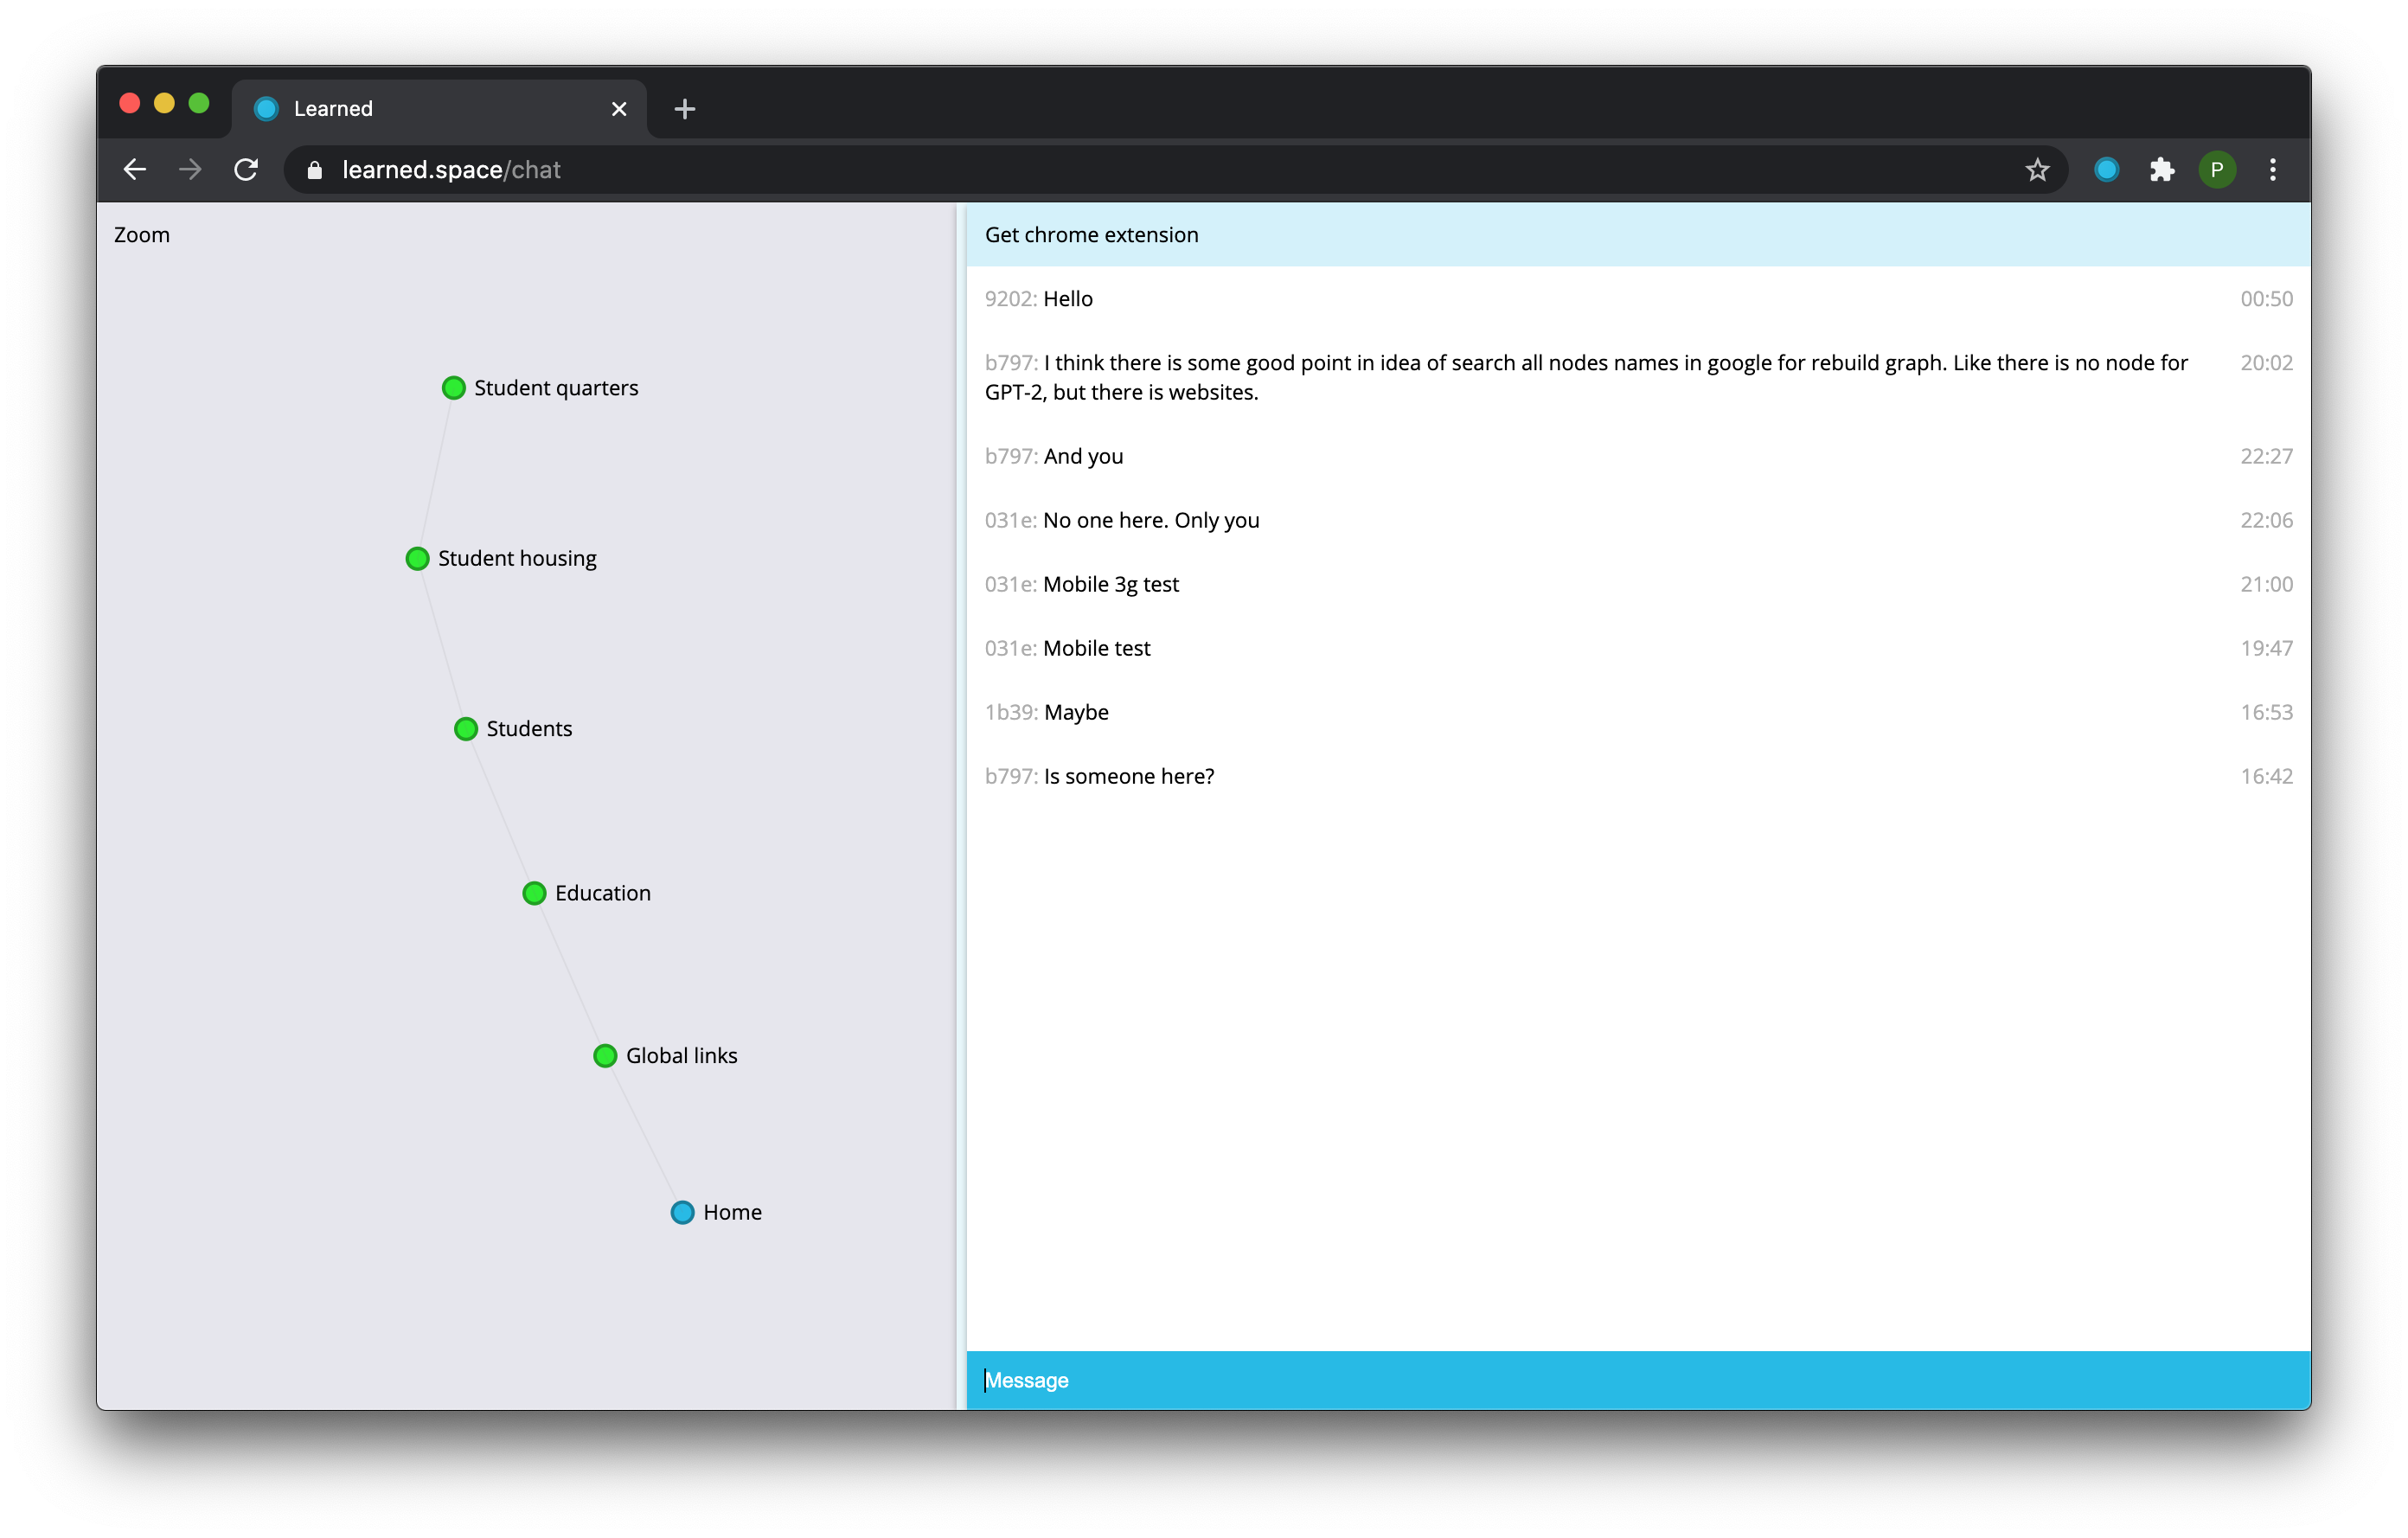 Learned
learned.space/chat
P
Zoom
Student quarters
Student housing
Students
Education
Global links
Home
Get chrome extension
9202: Hello 00:50
b797: I think there is some good point in idea of search all nodes names in google for rebuild graph. Like there is no node for 20:02
GPT-2, but there is websites.
b797: And you 22:27
031e: No one here. Only you 22:06
031e: Mobile 3g test 21:00
031e: Mobile test 19:47
1b39: Maybe 16:53
b797: Is someone here? 16:42
Message